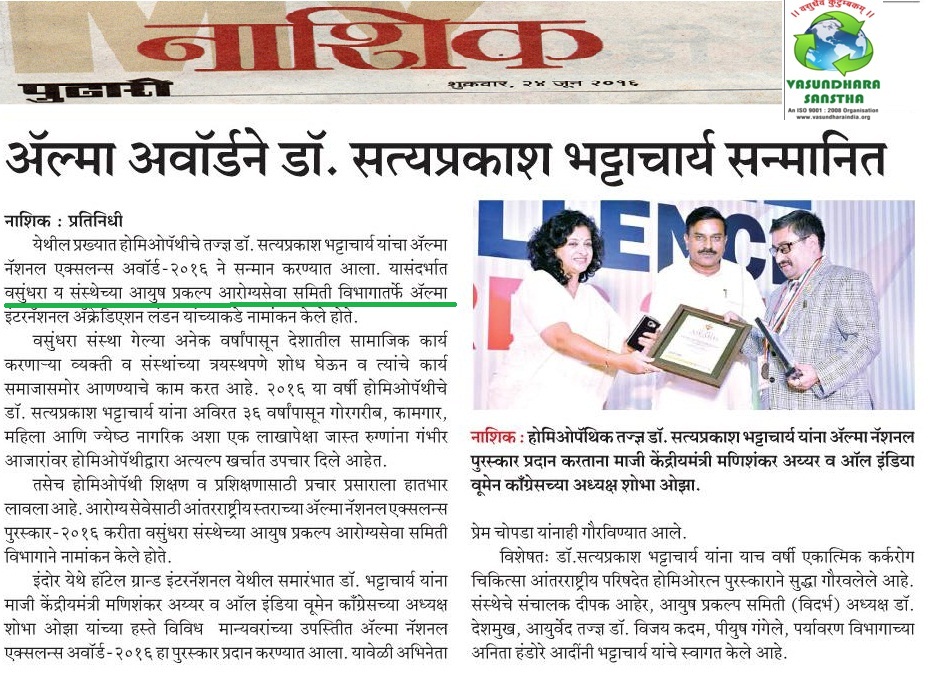 नाशिक
पुढारी
शुक्रवार, २४ जून २०१६
।। वसुधैव कुटुम्बकम् ।।
VASUNDHARA
SANSTHA
An ISO 9001 : 2008 Organisation
www.vasundharaindia.org
ॲल्मा अवॉर्डने डॉ. सत्यप्रकाश भट्टाचार्य सन्मानित
नाशिक : प्रतिनिधी
येथील प्रख्यात होमिओपॅथीचे तज्ज्ञ डॉ. सत्यप्रकाश भट्टाचार्य यांचा ॲल्मा
नॅशनल एक्सलन्स अवॉर्ड-२०१६ ने सन्मान करण्यात आला. यासंदर्भात
वसुंधरा य संस्थेच्या आयुष प्रकल्प आरोग्यसेवा समिती विभागातर्फे ॲल्मा
इंटरनॅशनल ॲक्रेडिएशन लंडन यांच्याकडे नामांकन केले होते.
वसुंधरा संस्था गेल्या अनेक वर्षांपासून देशातील सामाजिक कार्य
करणाऱ्या व्यक्ती व संस्थांच्या त्रयस्थपणे शोध घेऊन व त्यांचे कार्य
समाजासमोर आणण्याचे काम करत आहे. २०१६ या वर्षी होमिओपॅथीचे
डॉ. सत्यप्रकाश भट्टाचार्य यांना अविरत ३६ वर्षांपासून गोरगरीब, कामगार,
महिला आणि ज्येष्ठ नागरिक अशा एक लाखापेक्षा जास्त रुग्णांना गंभीर
आजारांवर होमिओपॅथीद्वारा अत्यल्प खर्चात उपचार दिले आहेत.
तसेच होमिओपॅथी शिक्षण व प्रशिक्षणासाठी प्रचार प्रसाराला हातभार
लावला आहे. आरोग्य सेवेसाठी आंतरराष्ट्रीय स्तराच्या ॲल्मा नॅशनल एक्सलन्स
पुरस्कार-२०१६ करीता वसुंधरा संस्थेच्या आयुष प्रकल्प आरोग्यसेवा समिती
विभागाने नामांकन केले होते.
इंदोर येथे हॉटेल ग्रान्ड इंटरनॅशनल येथील समारंभात डॉ. भट्टाचार्य यांना
माजी केंद्रीयमंत्री मणिशंकर अय्यर व ऑल इंडिया वूमेन काँग्रेसच्या अध्यक्ष
शोभा ओझा यांच्या हस्ते विविध मान्यवरांच्या उपस्तितीत ॲल्मा नॅशनल
एक्सलन्स अवॉर्ड-२०१६ हा पुरस्कार प्रदान करण्यात आला. यावेळी अभिनेता
नाशिक : होमिओपॅथिक तज्ज्ञ डॉ. सत्यप्रकाश भट्टाचार्य यांना ॲल्मा नॅशनल
पुरस्कार प्रदान करताना माजी केंद्रीयमंत्री मणिशंकर अय्यर व ऑल इंडिया
वूमेन काँग्रेसच्या अध्यक्ष शोभा ओझा.
प्रेम चोपडा यांनाही गौरविण्यात आले.
विशेषतः डॉ.सत्यप्रकाश भट्टाचार्य यांना याच वर्षी एकात्मिक कर्करोग
चिकित्सा आंतरराष्ट्रीय परिषदेत होमिओरत्न पुरस्काराने सुद्धा गौरवलेले आहे.
संस्थेचे संचालक दीपक आहेर, आयुष प्रकल्प समिती (विदर्भ) अध्यक्ष डॉ.
देशमुख, आयुर्वेद तज्ज्ञ डॉ. विजय कदम, पीयुष गंगेले, पर्यावरण विभागाच्या
अनिता हंडोरे आदींनी भट्टाचार्य यांचे स्वागत केले आहे.